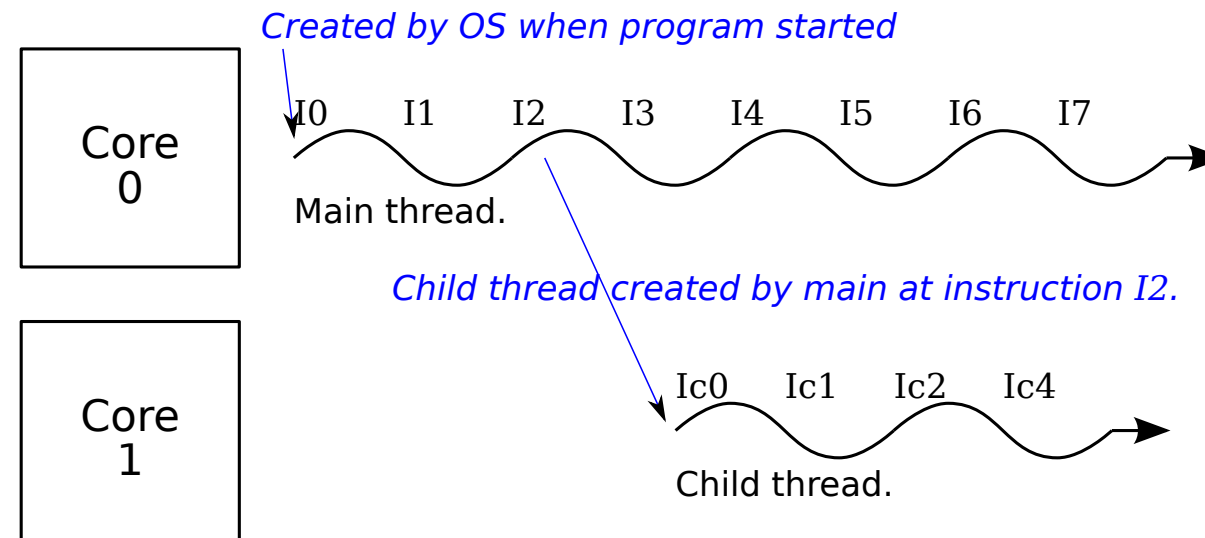 Created by OS when program started
Core
0
I0 I1 I2 I3 I4 I5 I6 I7
Main thread.
Child thread created by main at instruction I2.
Core
1
Ic0 Ic1 Ic2 Ic4
Child thread.